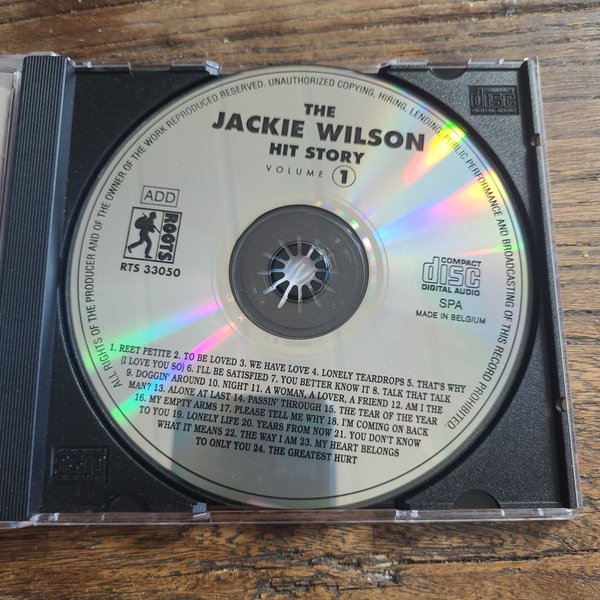 ALL RIGHTS OF THE PRODUCER AND OF THE OWNER OF THE WORK REPRODUCED RESERVED. UNAUTHORIZED COPYING, HIRING, LENDING, PUBLIC PERFORMANCE AND BROADCASTING OF THIS RECORD PROHIBITED.
THE
JACKIE WILSON
HIT STORY
VOLUME 1
ADD
ROOTS
RTS 33050
COMPACT
disc
DIGITAL AUDIO
SPA
MADE IN BELGIUM
1. REET PETITE 2. TO BE LOVED 3. WE HAVE LOVE 4. LONELY TEARDROPS 5. THAT'S WHY
(I LOVE YOU SO) 6. I'LL BE SATISFIED 7. YOU BETTER KNOW IT 8. TALK THAT TALK
9. DOGGIN' AROUND 10. NIGHT 11. A WOMAN, A LOVER, A FRIEND 12. AM I THE
MAN? 13. ALONE AT LAST 14. PASSIN' THROUGH 15. THE TEAR OF THE YEAR
16. MY EMPTY ARMS 17. PLEASE TELL ME WHY 18. I'M COMING ON BACK
TO YOU 19. LONELY LIFE 20. YEARS FROM NOW 21. YOU DON'T KNOW
WHAT IT MEANS 22. THE WAY I AM 23. MY HEART BELONGS
TO ONLY YOU 24. THE GREATEST HURT
COMPACT
disc
DIGITAL AUDIO